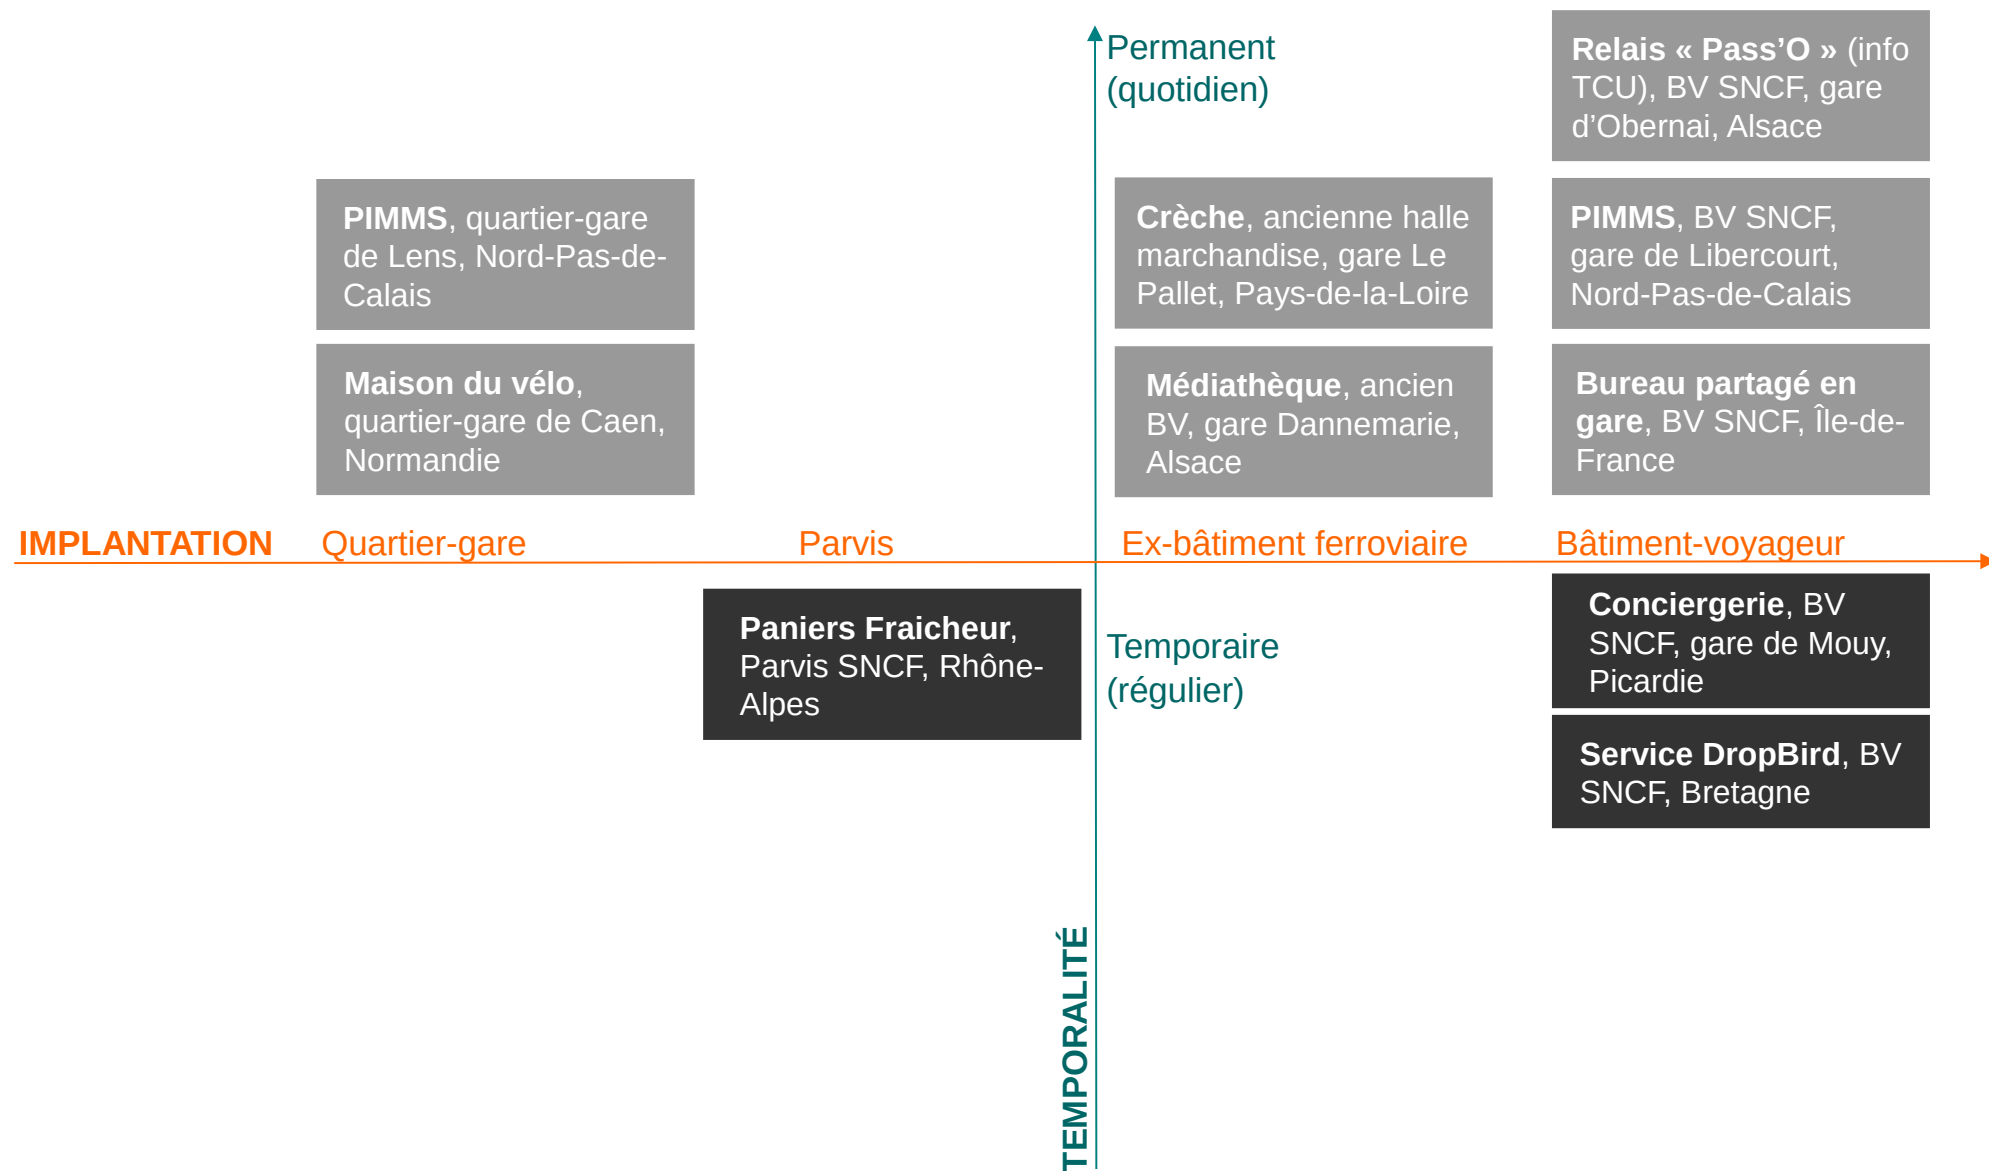 Permanent
(quotidien)
Relais « Pass’O » (info
TCU), BV SNCF, gare
d’Obernai, Alsace
PIMMS, quartier-gare
de Lens, Nord-Pas-de-
Calais
Crèche, ancienne halle
marchandise, gare Le
Pallet, Pays-de-la-Loire
PIMMS, BV SNCF,
gare de Libercourt,
Nord-Pas-de-Calais
Maison du vélo,
quartier-gare de Caen,
Normandie
Médiathèque, ancien
BV, gare Dannemarie,
Alsace
Bureau partagé en
gare, BV SNCF, Île-de-
France
IMPLANTATION
Quartier-gare
Parvis
Ex-bâtiment ferroviaire
Bâtiment-voyageur
Paniers Fraicheur,
Parvis SNCF, Rhône-
Alpes
Temporaire
(régulier)
Conciergerie, BV
SNCF, gare de Mouy,
Picardie
Service DropBird, BV
SNCF, Bretagne
TEMPORALITÉ